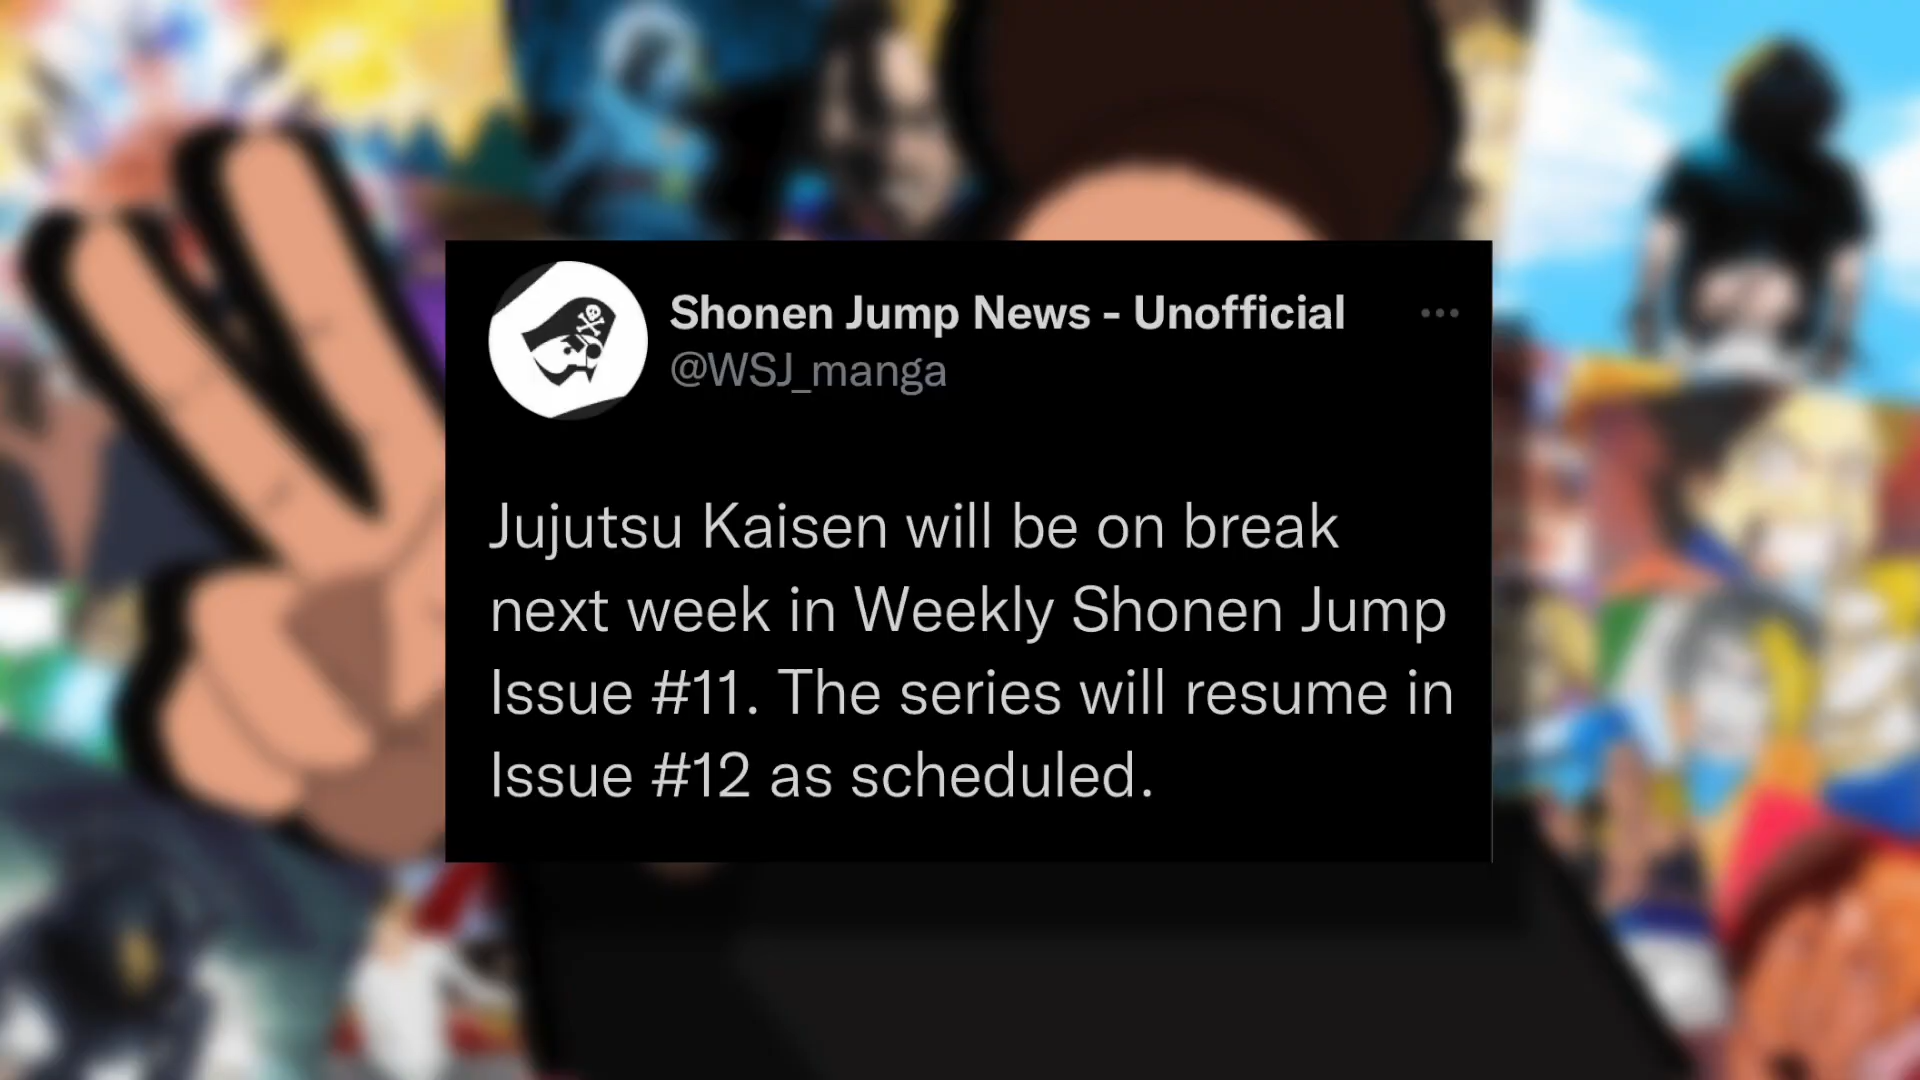 Shonen Jump News - Unofficial
@WSJ_manga
Jujutsu Kaisen will be on break
next week in Weekly Shonen Jump
Issue #11. The series will resume in
Issue #12 as scheduled.